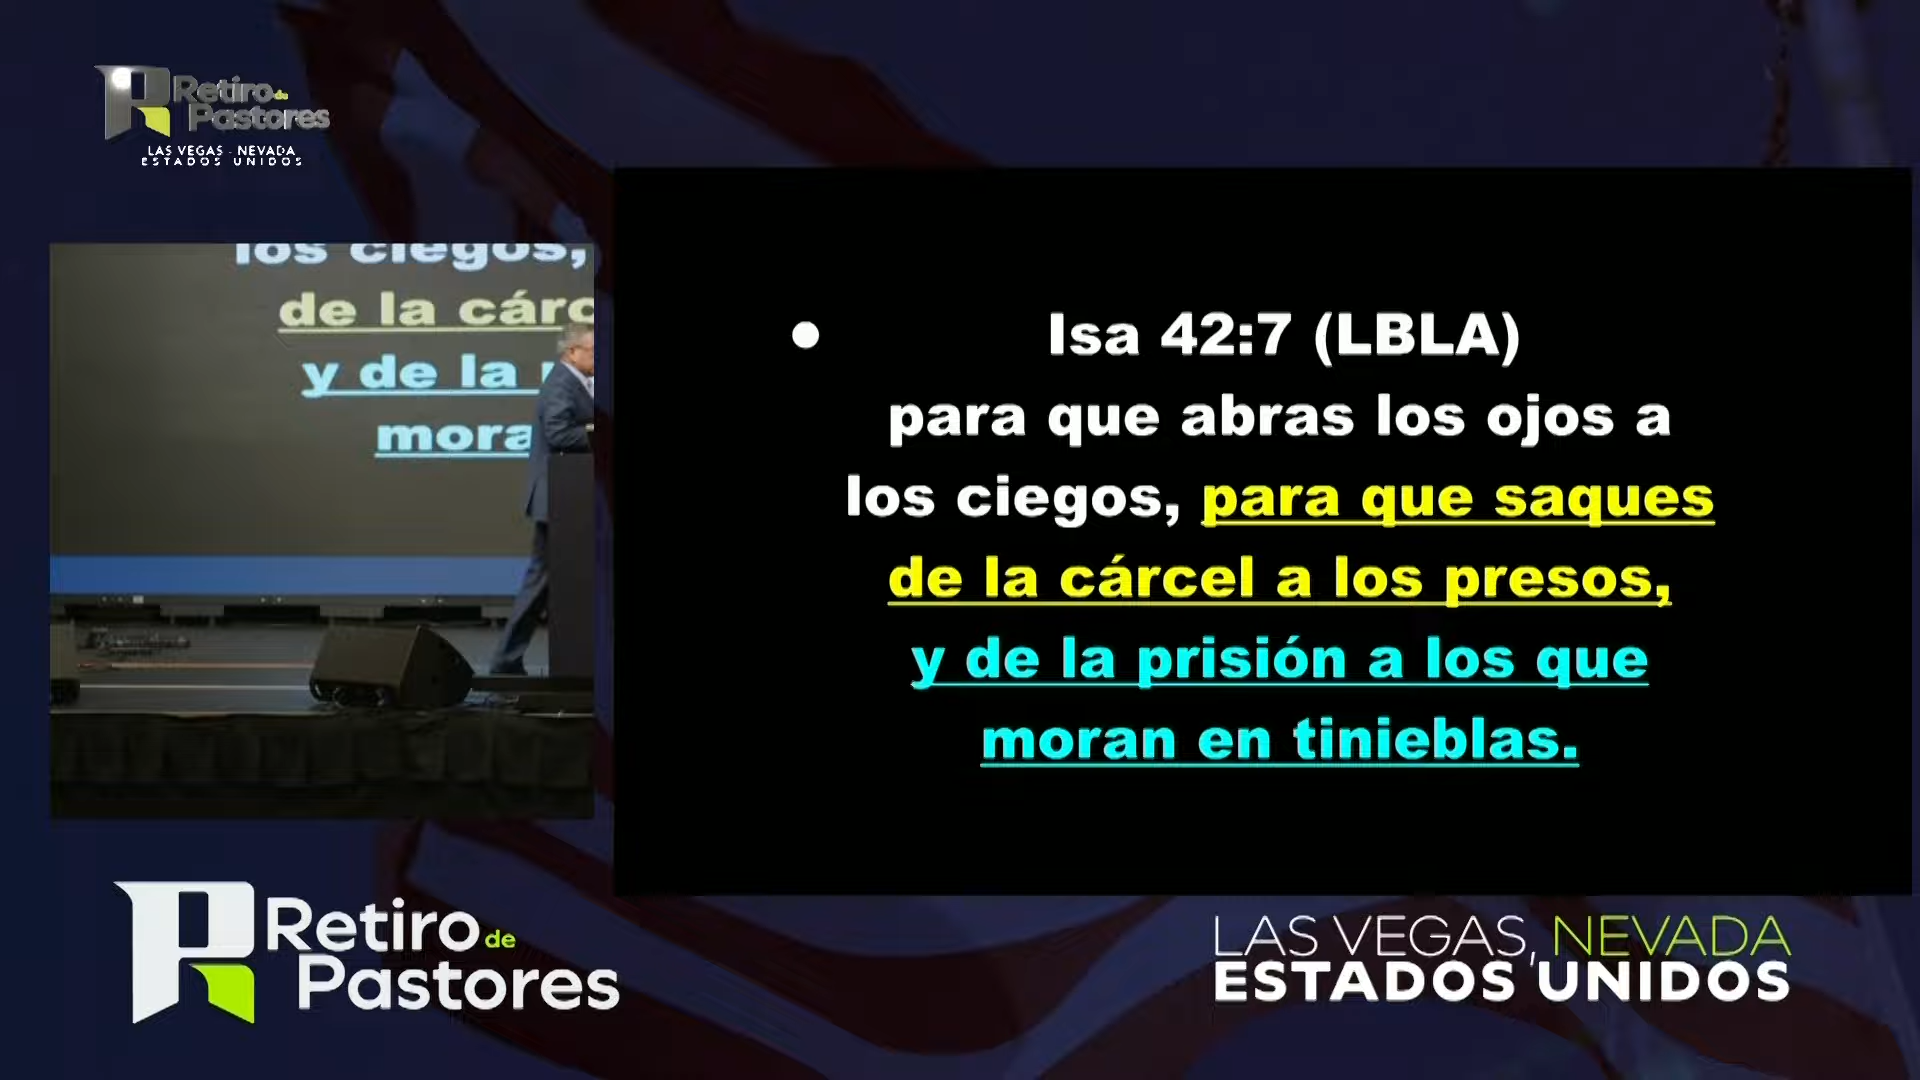 Retiro de
Pastores
LAS VEGAS - NEVADA
ESTADOS UNIDOS
los ciegos,
de la cárc
y de la
mora
• Isa 42:7 (LBLA)
para que abras los ojos a
los ciegos, para que saques
de la cárcel a los presos,
y de la prisión a los que
moran en tinieblas.
Retiro de
Pastores
LAS VEGAS, NEVADA
ESTADOS UNIDOS